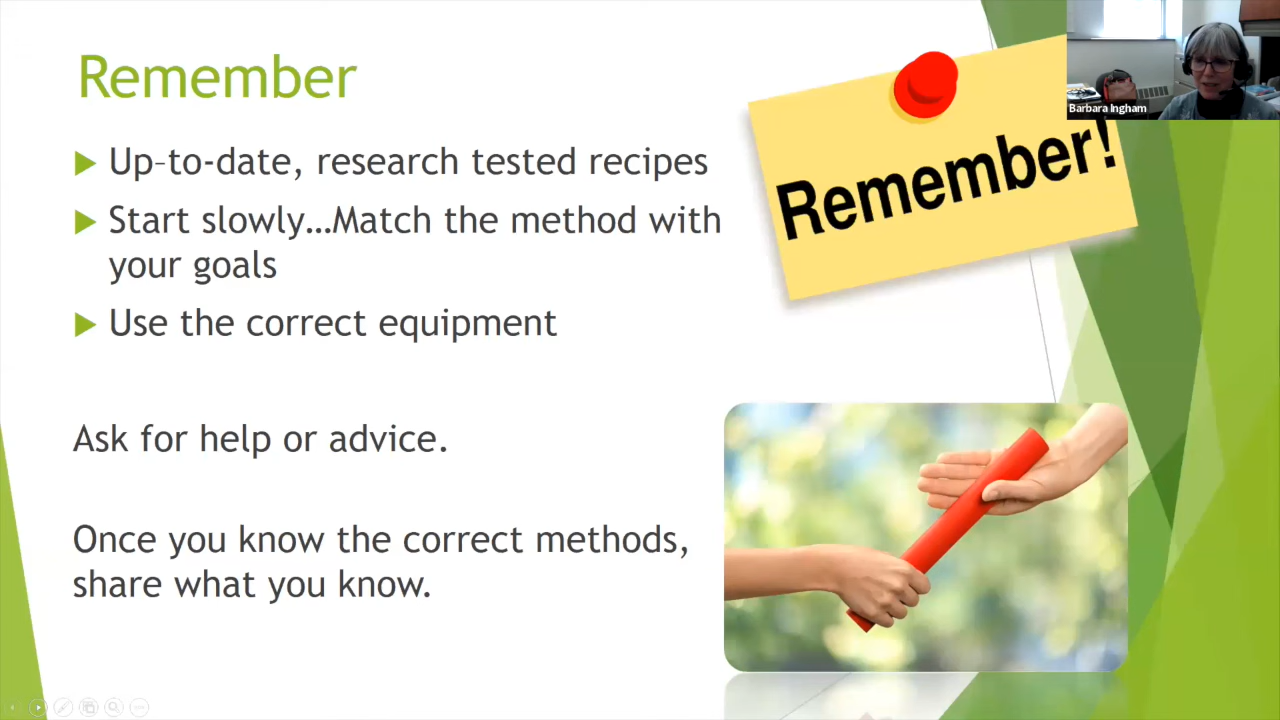 Remember
Up–to-date, research tested recipes
Start slowly…Match the method with
your goals
Use the correct equipment
Ask for help or advice.
Once you know the correct methods,
share what you know.
Remember!
Barbara Ingham